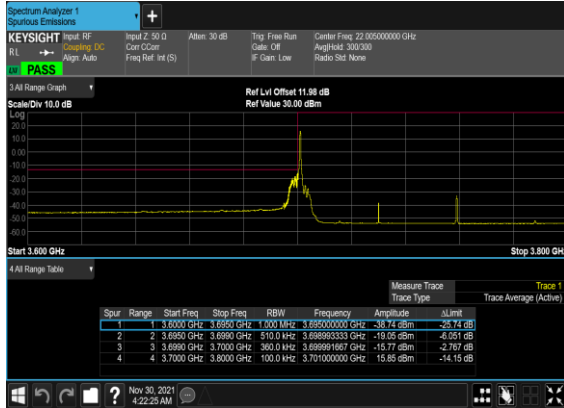 Spectrum Analyzer 1
Spurious Emissions
+
KEYSIGHT Input: RF Input Z: 50 Ω Atten: 30 dB Trig: Free Run Center Freq: 22.005000000 GHz
RL Coupling: DC Corr CCorr Gate: Off Avg|Hold: 300/300
Align: Auto Freq Ref: Int (S) IF Gain: Low Radio Std: None
PASS
3 All Range Graph Ref Lvl Offset 11.98 dB
Scale/Div 10.0 dB Ref Value 30.00 dBm
Log
20.0
10.0
0.00
-10.0
-20.0
-30.0
-40.0
-50.0
-60.0
Start 3.600 GHz Stop 3.800 GH
4 All Range Table
Measure Trace Trace 1
Trace Type Trace Average (Active)
Spur Range Start Freq Stop Freq RBW Frequency Amplitude ΔLimit
1 1 3.6000 GHz 3.6950 GHz 1.000 MHz 3.695000000 GHz -38.74 dBm -25.74 dB
2 2 3.6950 GHz 3.6990 GHz 510.0 kHz 3.698993333 GHz -19.05 dBm -6.051 dB
3 3 3.6990 GHz 3.7000 GHz 360.0 kHz 3.699991667 GHz -15.77 dBm -2.767 dB
4 4 3.7000 GHz 3.8000 GHz 100.0 kHz 3.701000000 GHz 15.85 dBm -14.15 dB
? Nov 30, 2021
4:22:25 AM